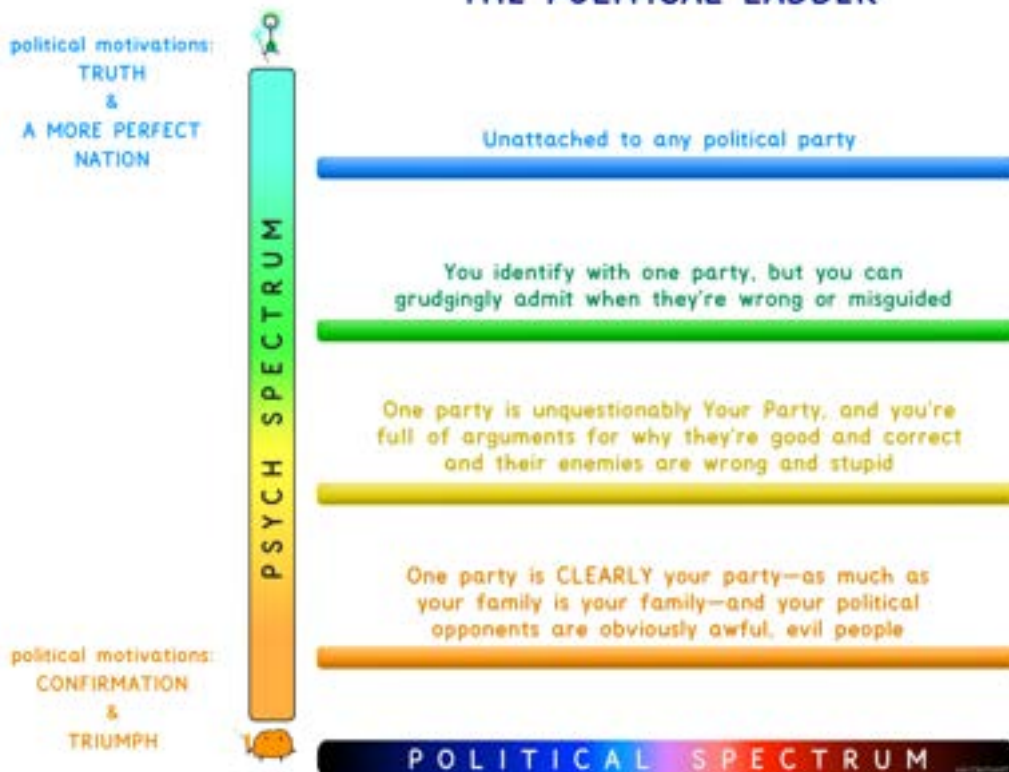 THE POLITICAL LADDER
political motivations:
TRUTH
&
A MORE PERFECT
NATION
Unattached to any political party
You identify with one party, but you can
grudgingly admit when they're wrong or misguided
One party is unquestionably Your Party, and you're
full of arguments for why they're good and correct
and their enemies are wrong and stupid
One party is CLEARLY your party—as much as
your family is your family—and your political
opponents are obviously awful, evil people
PSYCH SPECTRUM
political motivations:
CONFIRMATION
&
TRIUMPH
POLITICAL SPECTRUM